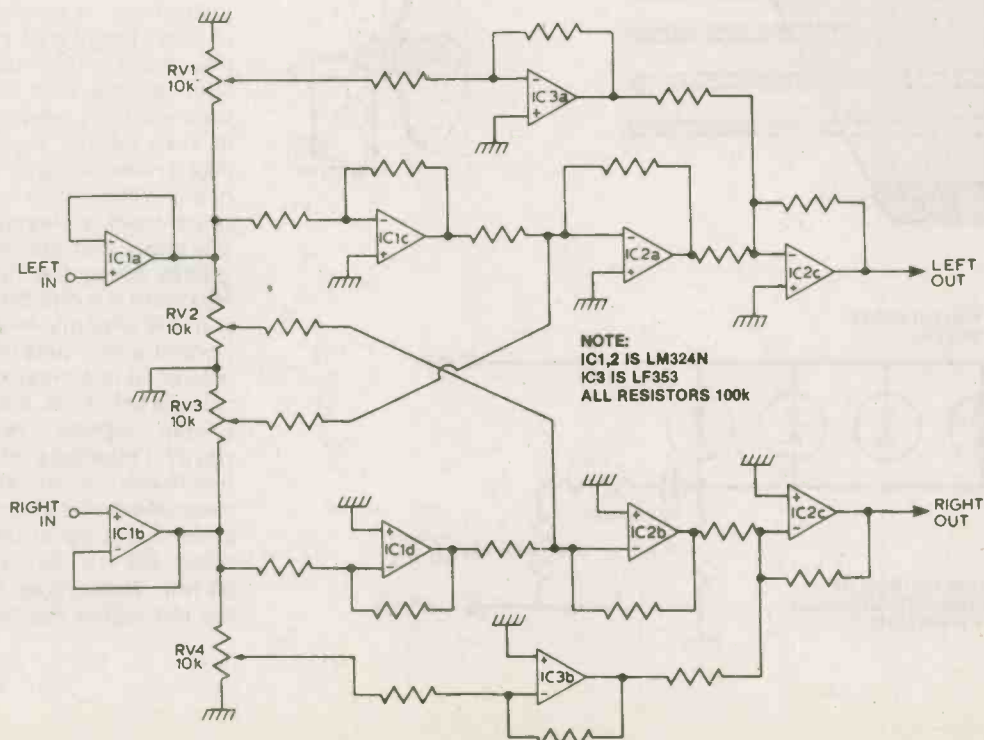 RV1
10k
IC3a
IC1a
LEFT
IN
IC1c
IC2a
IC2c
LEFT
OUT
RV2
10k
NOTE:
IC1,2 IS LM324N
IC3 IS LF353
ALL RESISTORS 100k
RV3
10k
RIGHT
IN
IC1b
IC1d
IC2b
IC2c
RIGHT
OUT
RV4
10k
IC3b